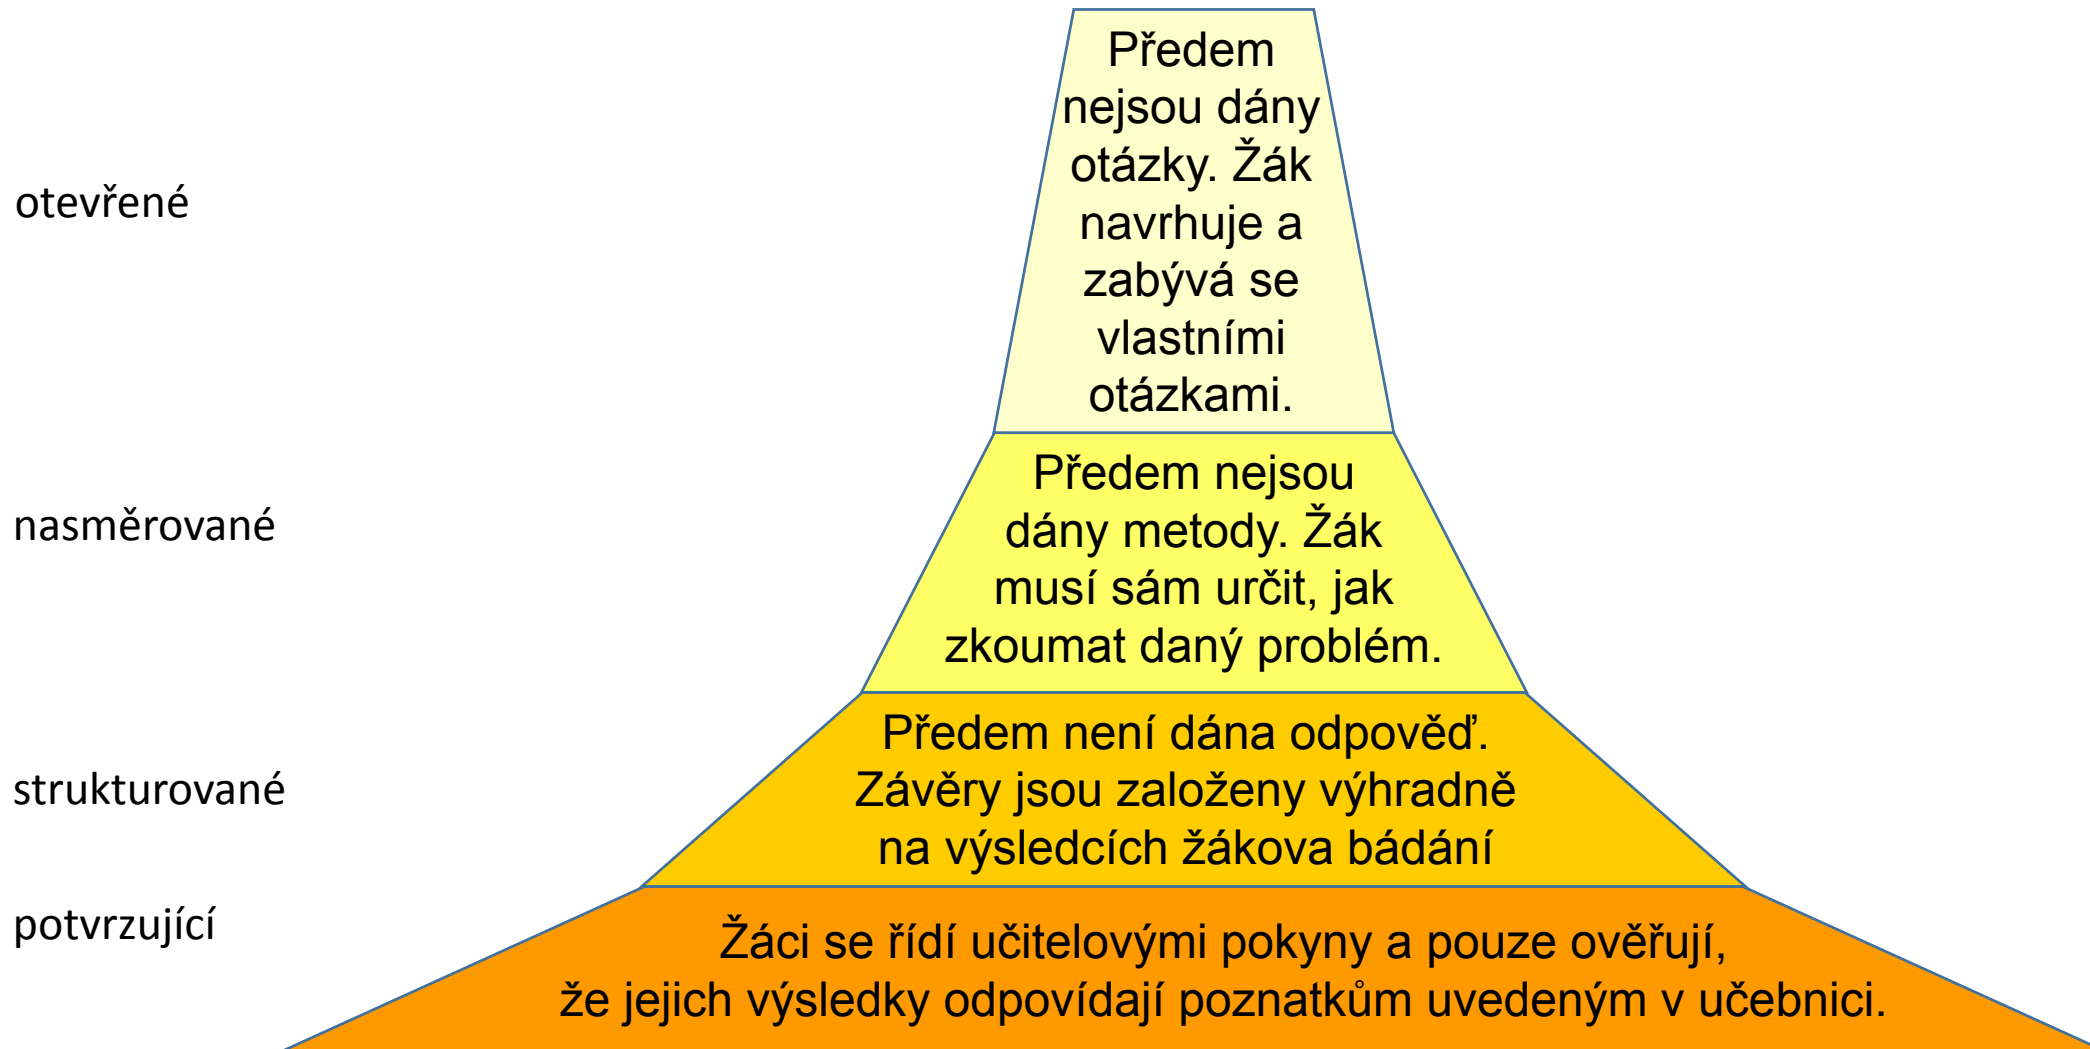 Předem
nejsou dány
otázky. Žák
navrhuje a
zabývá se
vlastními
otázkami.
otevřené
Předem nejsou
dány metody. Žák
musí sám určit, jak
zkoumat daný problém.
nasměrované
Předem není dána odpověď.
Závěry jsou založeny výhradně
na výsledcích žákova bádání
strukturované
potvrzující
Žáci se řídí učitelovými pokyny a pouze ověřují,
že jejich výsledky odpovídají poznatkům uvedeným v učebnici.